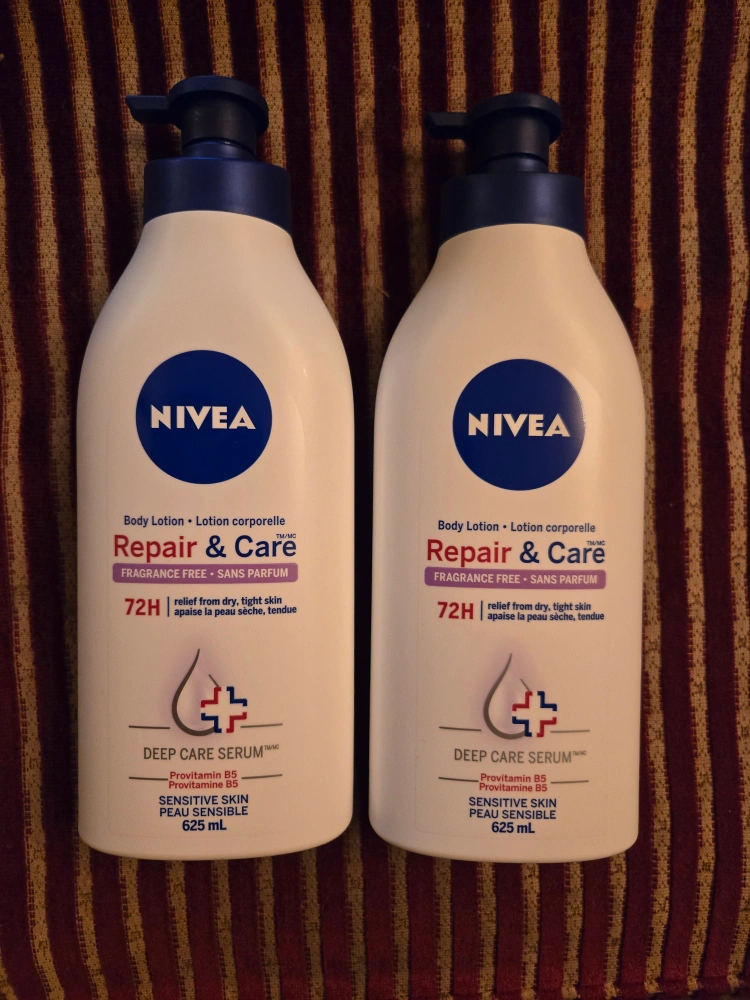 NIVEA
Body Lotion • Lotion corporelle
Repair & Care TM/MC
FRAGRANCE FREE • SANS PARFUM
72H
relief from dry, tight skin
apaise la peau sèche, tendue
DEEP CARE SERUM TM/MC
Provitamin B5
Provitamine B5
SENSITIVE SKIN
PEAU SENSIBLE
625 mL
NIVEA
Body Lotion • Lotion corporelle
Repair & Care TM/MC
FRAGRANCE FREE • SANS PARFUM
72H
relief from dry, tight skin
apaise la peau sèche, tendue
DEEP CARE SERUM TM/MC
Provitamin B5
Provitamine B5
SENSITIVE SKIN
PEAU SENSIBLE
625 mL